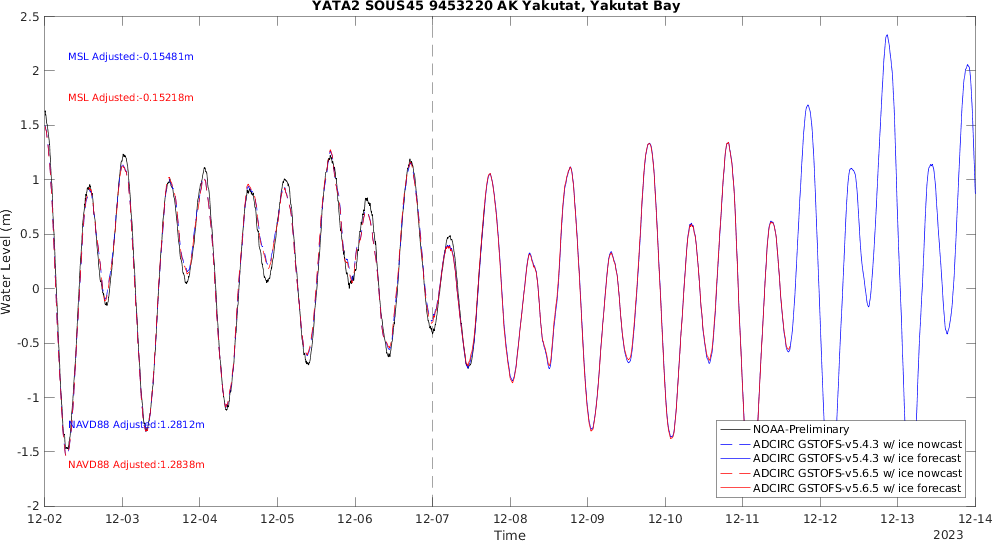 YATA2 SOUS45 9453220 AK Yakutat, Yakutat Bay
2.5
2
1.5
1
0.5
0
-0.5
-1
-1.5
-2
Water Level (m)
MSL Adjusted:-0.15481m
MSL Adjusted:-0.15218m
NAVD88 Adjusted:1.2812m
NAVD88 Adjusted:1.2838m
NOAA-Preliminary
ADCIRC GSTOFS-v5.4.3 w/ ice nowcast
ADCIRC GSTOFS-v5.4.3 w/ ice forecast
ADCIRC GSTOFS-v5.6.5 w/ ice nowcast
ADCIRC GSTOFS-v5.6.5 w/ ice forecast
12-02 12-03 12-04 12-05 12-06 12-07 12-08 12-09 12-10 12-11 12-12 12-13 12-14
Time
2023